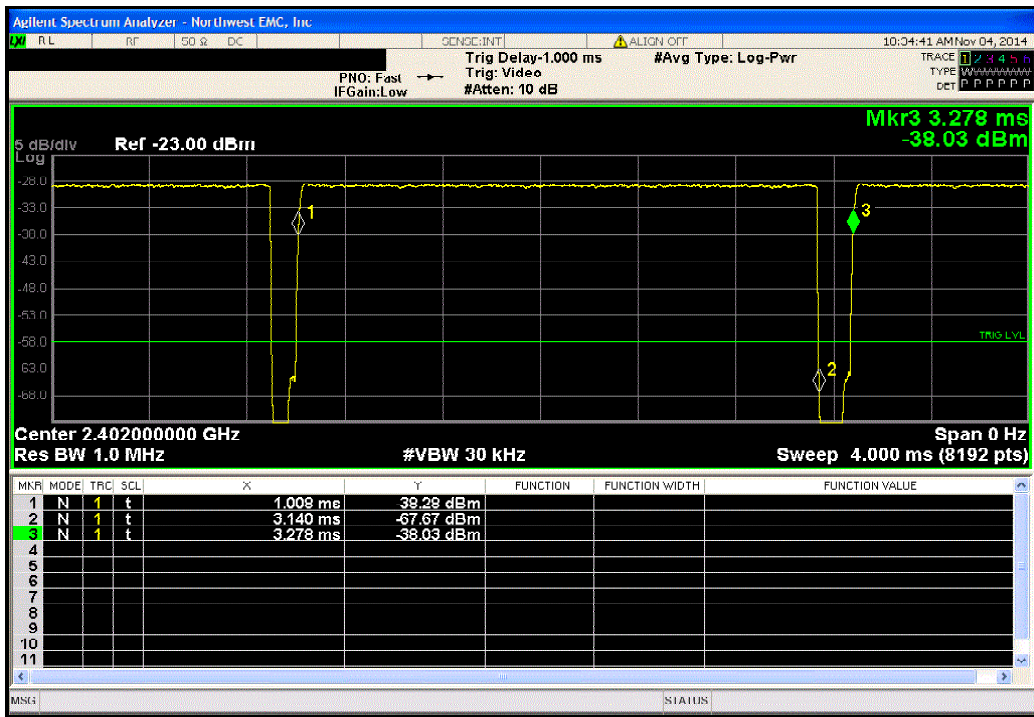 Agilent Spectrum Analyzer - Northwest EMC, Inc
LXI RL RF 50 Ω DC SENSE:INT ALIGN OFF 10:34:41 AM Nov 04, 2014
Trig Delay-1.000 ms #Avg Type: Log-Pwr TRACE 1 2 3 4 5 6
PNO: Fast Trig: Video TYPE WWWWWW
IFGain:Low #Atten: 10 dB DET P P P P P P
Mkr3 3.278 ms
5 dB/div Ref -23.00 dBm -38.03 dBm
Log
-28.0
-33.0
1
3
-43.0
-48.0
-53.0
TRIG LVL
-58.0
63.0
2
-68.0
Center 2.402000000 GHz Span 0 Hz
Res BW 1.0 MHz #VBW 30 kHz Sweep 4.000 ms (8192 pts)
MKR MODE TRC SCL X Y FUNCTION FUNCTION WIDTH FUNCTION VALUE
1 N 1 t 1.008 ms 38.28 dBm
2 N 1 t 3.140 ms -67.67 dBm
3 N 1 t 3.278 ms -38.03 dBm
4
5
6
7
8
9
10
11
MSG STATUS